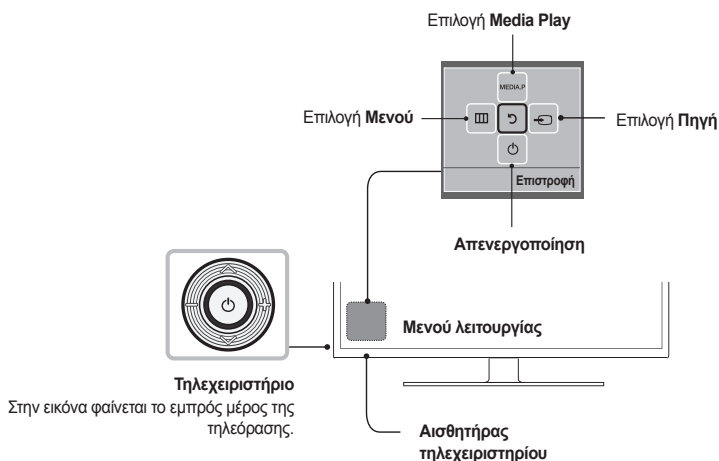 Επιλογή Media Play
MEDIA.P
Επιλογή Μενού
Επιλογή Πηγή
Επιστροφή
Απενεργοποίηση
Μενού λειτουργίας
Τηλεχειριστήριο
Στην εικόνα φαίνεται το εμπρός μέρος της
τηλεόρασης.
Αισθητήρας
τηλεχειριστηρίου